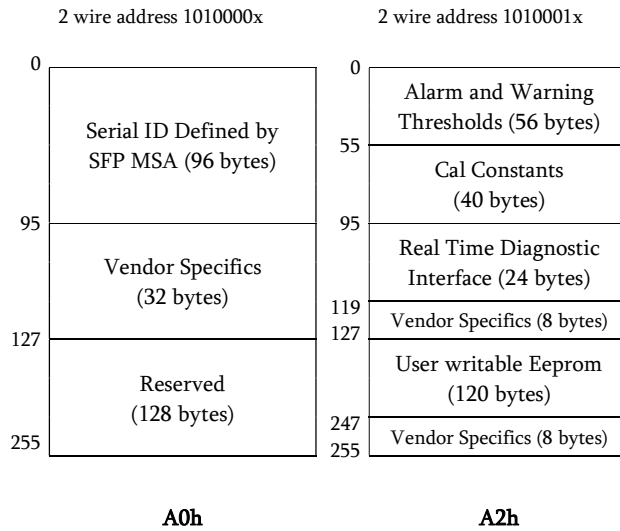 2 wire address 1010000x
0
Serial ID Defined by
SFP MSA (96 bytes)
95
Vendor Specifics
(32 bytes)
127
Reserved
(128 bytes)
255
A0h
2 wire address 1010001x
0
Alarm and Warning
Thresholds (56 bytes)
55
Cal Constants
(40 bytes)
95
Real Time Diagnostic
Interface (24 bytes)
119
Vendor Specifics (8 bytes)
127
User writable Eeprom
(120 bytes)
247
Vendor Specifics (8 bytes)
255
A2h